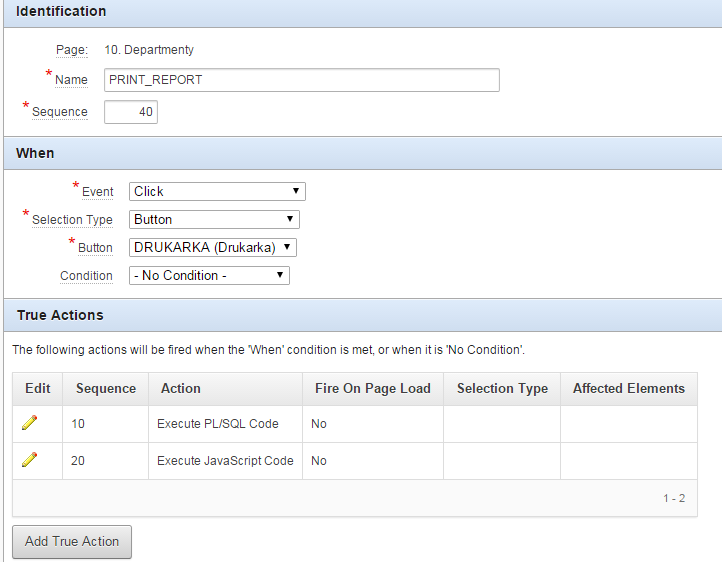 Identification
Page: 10. Departmenty
* Name PRINT_REPORT
* Sequence 40
When
* Event Click
* Selection Type Button
* Button DRUKARKA (Drukarka)
Condition - No Condition -
True Actions
The following actions will be fired when the 'When' condition is met, or when it is 'No Condition'.
Edit Sequence Action Fire On Page Load Selection Type Affected Elements
10 Execute PL/SQL Code No
20 Execute JavaScript Code No
1 - 2
Add True Action